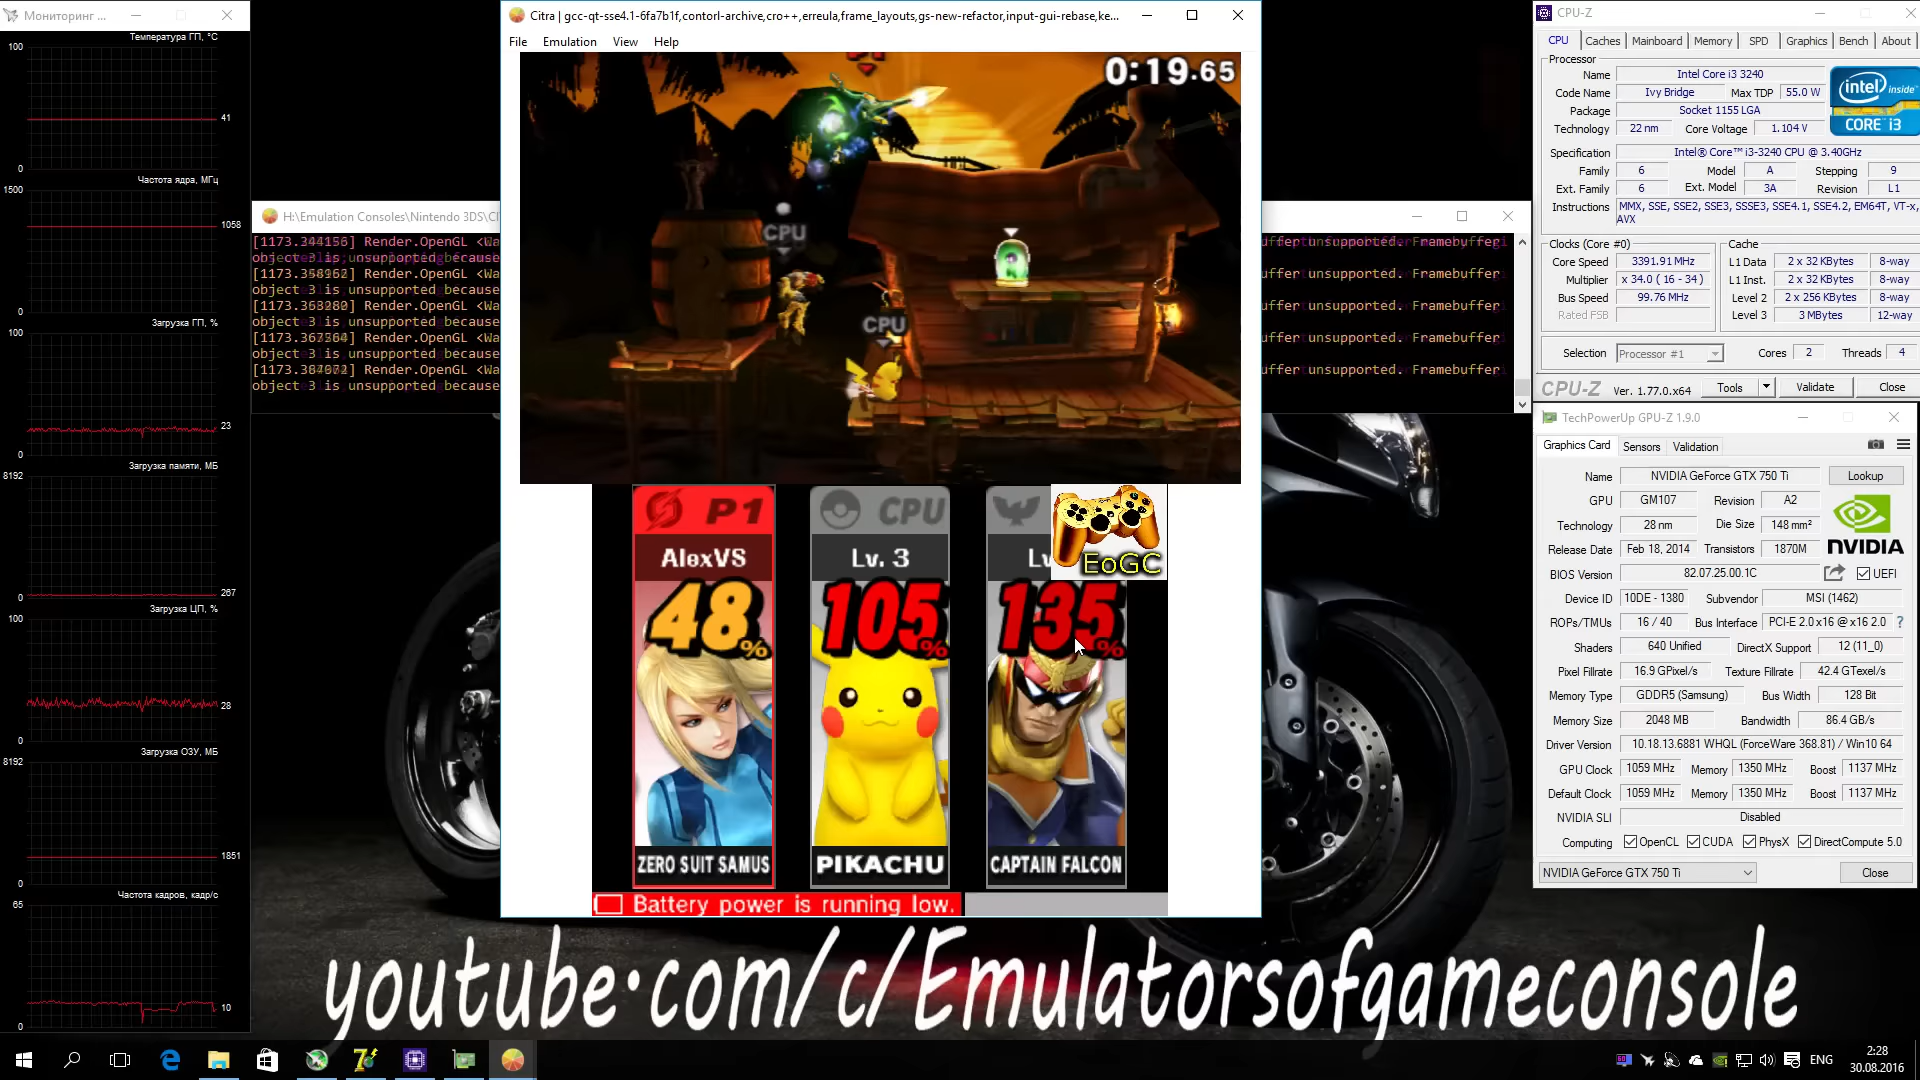 Мониторинг ...
Температура ГП, °C
100
41
0
Частота ядра, МГц
1500
1058
0
Загрузка ГП, %
100
23
0
Загрузка памяти, МБ
8192
267
0
Загрузка ЦП, %
100
28
0
Загрузка ОЗУ, МБ
8192
1851
0
Частота кадров, кадр/с
65
10
0
Citra | gcc-qt-sse4.1-6fa7b1f,contorl-archive,cro++,erreula,frame_layouts,gs-new-refactor,input-gui-rebase,ke...
File Emulation View Help
0:19.65
CPU
CPU
H:\Emulation Consoles\Nintendo 3DS\Ci
Render.OpenGL <Wa
object 3 is unsupported because
Render.OpenGL <Wa
ffer unsupported. Framebuffer
object 3 is unsupported because
Render.OpenGL <Wa
ffer unsupported. Framebuffer
object 3 is unsupported because
Render.OpenGL <Wa
ffer unsupported. Framebuffer
object 3 is unsupported because
Render.OpenGL <Wa
ffer unsupported. Framebuffer
object 3 is unsupported because
P1
AlexVS
48%
ZERO SUIT SAMUS
CPU
Lv. 3
105%
PIKACHU
Lv
135%
CAPTAIN FALCON
EoGC
Battery power is running low.
CPU-Z
CPU Caches Mainboard Memory SPD Graphics Bench About
Processor
Name Intel Core i3 3240
Code Name Ivy Bridge Max TDP 55.0 W
Package Socket 1155 LGA
Technology 22 nm Core Voltage 1.104 V
intel inside™
CORE i3
Specification Intel® Core™ i3-3240 CPU @ 3.40GHz
Family 6 Model A Stepping 9
Ext. Family 6 Ext. Model 3A Revision L1
Instructions MMX, SSE, SSE2, SSE3, SSSE3, SSE4.1, SSE4.2, EM64T, VT-x,
AVX
Clocks (Core #0)
Core Speed 3391.91 MHz
Multiplier x 34.0 ( 16 - 34 )
Bus Speed 99.76 MHz
Rated FSB
Cache
L1 Data 2 x 32 KBytes 8-way
L1 Inst. 2 x 32 KBytes 8-way
Level 2 2 x 256 KBytes 8-way
Level 3 3 MBytes 12-way
Selection Processor #1 Cores 2 Threads 4
CPU-Z Ver. 1.77.0.x64 Tools Validate Close
TechPowerUp GPU-Z 1.9.0
Graphics Card Sensors Validation
Name NVIDIA GeForce GTX 750 Ti Lookup
GPU GM107 Revision A2
Technology 28 nm Die Size 148 mm²
Release Date Feb 18, 2014 Transistors 1870M
NVIDIA
BIOS Version 82.07.25.00.1C UEFI
Device ID 10DE - 1380 Subvendor MSI (1462)
ROPs/TMUs 16 / 40 Bus Interface PCI-E 2.0 x16 @ x16 2.0 ?
Shaders 640 Unified DirectX Support 12 (11_0)
Pixel Fillrate 16.9 GPixel/s Texture Fillrate 42.4 GTexel/s
Memory Type GDDR5 (Samsung) Bus Width 128 Bit
Memory Size 2048 MB Bandwidth 86.4 GB/s
Driver Version 10.18.13.6881 WHQL (ForceWare 368.81) / Win10 64
GPU Clock 1059 MHz Memory 1350 MHz Boost 1137 MHz
Default Clock 1059 MHz Memory 1350 MHz Boost 1137 MHz
NVIDIA SLI Disabled
Computing OpenCL CUDA PhysX DirectCompute 5.0
NVIDIA GeForce GTX 750 Ti Close
youtube.com/c/Emulatorsofgameconsole
ENG
2:28
30.08.2016